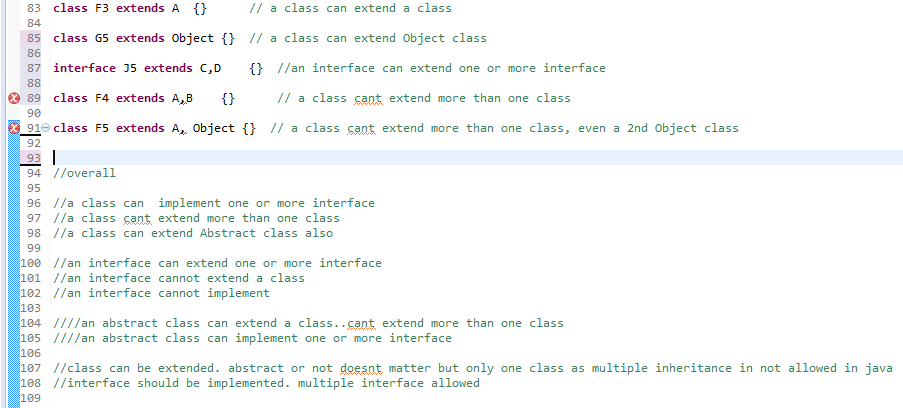 83 class F3 extends A  {}      // a class can extend a class
84
85 class G5 extends Object {}  // a class can extend Object class
86
87 interface J5 extends C,D    {}  //an interface can extend one or more interface
88
89 class F4 extends A,B    {}      // a class cant extend more than one class
90
91 class F5 extends A, Object {}  // a class cant extend more than one class, even a 2nd Object class
92
93
94 //overall
95
96 //a class can  implement one or more interface
97 //a class cant extend more than one class
98 //a class can extend Abstract class also
99
100 //an interface can extend one or more interface
101 //an interface cannot extend a class
102 //an interface cannot implement
103
104 ////an abstract class can extend a class..cant extend more than one class
105 ////an abstract class can implement one or more interface
106
107 //class can be extended. abstract or not doesnt matter but only one class as multiple inheritance in not allowed in java
108 //interface should be implemented. multiple interface allowed
109